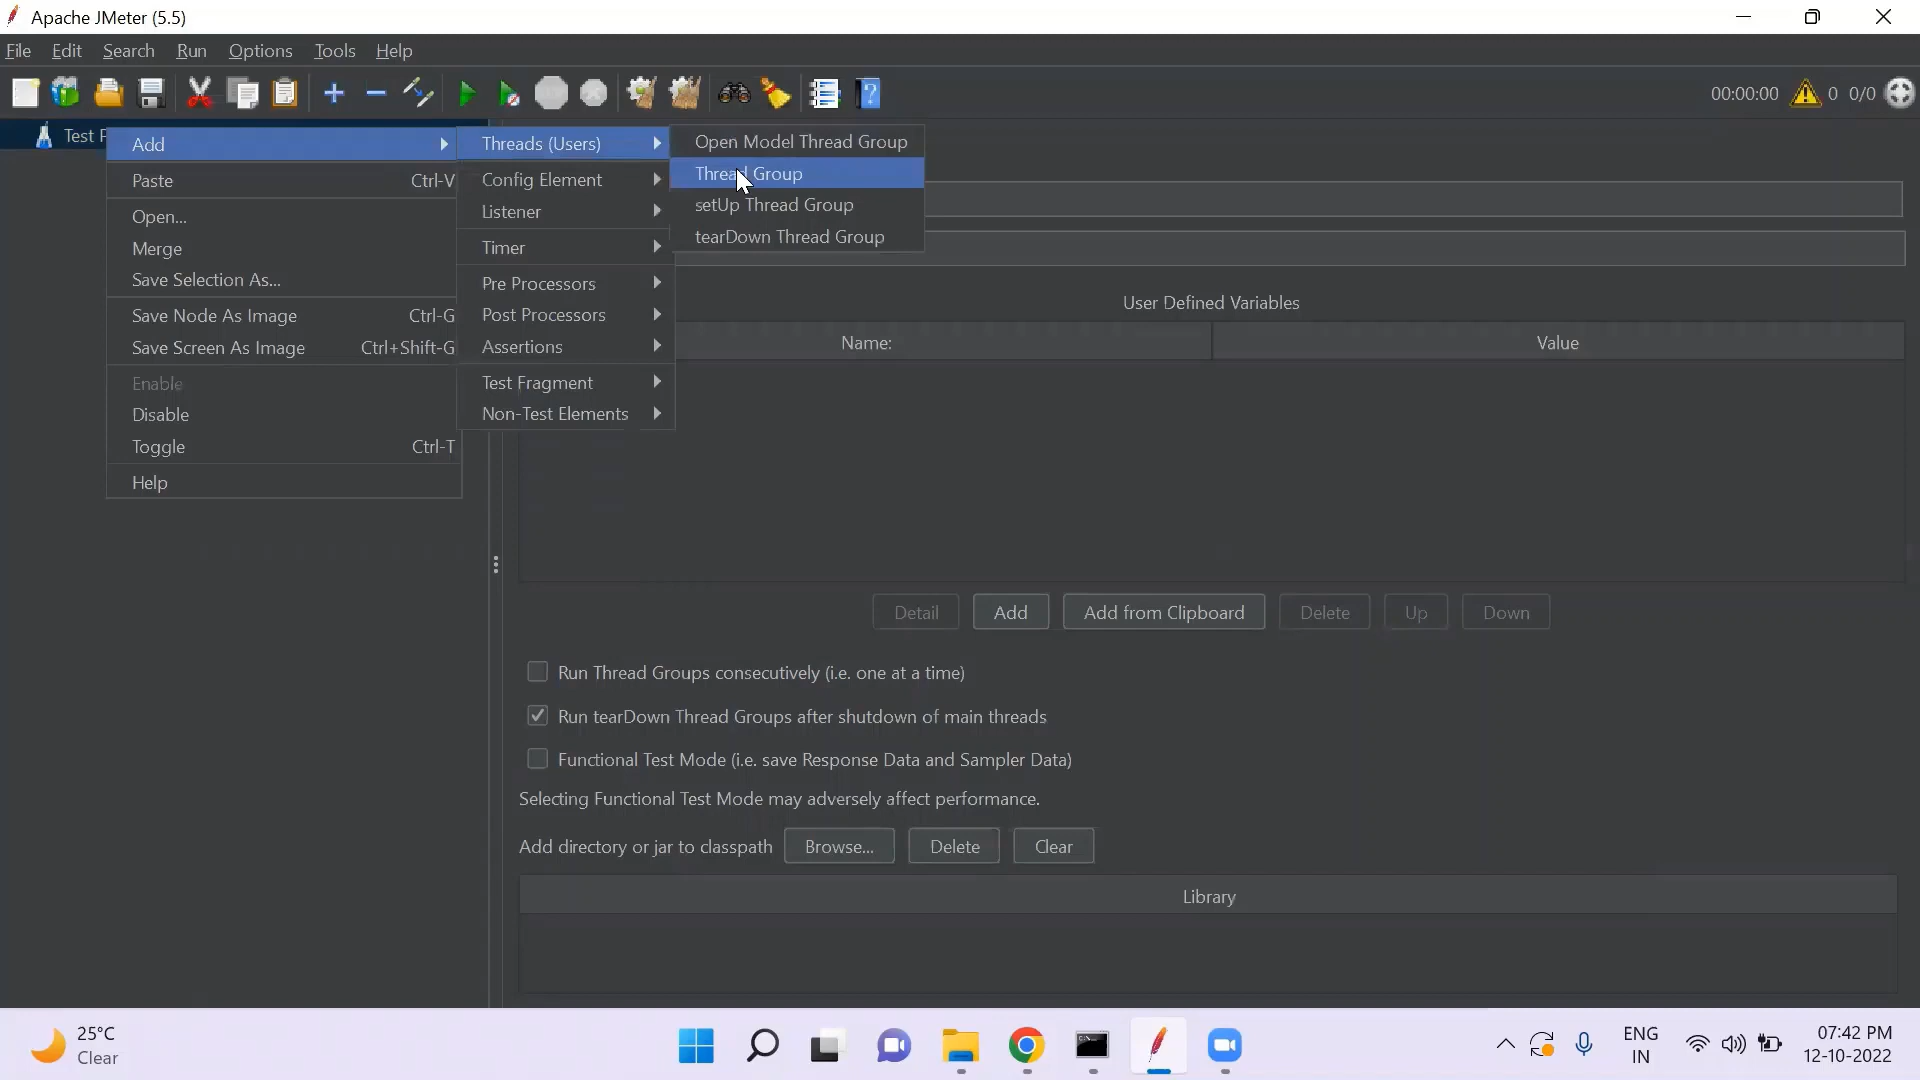 Apache JMeter (5.5)
File Edit Search Run Options Tools Help
00:00:00 0 0/0
Test P
Add
Paste Ctrl-V
Open...
Merge
Save Selection As...
Save Node As Image Ctrl-G
Save Screen As Image Ctrl+Shift-G
Enable
Disable
Toggle Ctrl-T
Help
Threads (Users)
Config Element
Listener
Timer
Pre Processors
Post Processors
Assertions
Test Fragment
Non-Test Elements
Open Model Thread Group
Thread Group
setUp Thread Group
tearDown Thread Group
User Defined Variables
Name: Value
Detail Add Add from Clipboard Delete Up Down
Run Thread Groups consecutively (i.e. one at a time)
Run tearDown Thread Groups after shutdown of main threads
Functional Test Mode (i.e. save Response Data and Sampler Data)
Selecting Functional Test Mode may adversely affect performance.
Add directory or jar to classpath Browse... Delete Clear
Library
25°C
Clear
ENG
IN
07:42 PM
12-10-2022